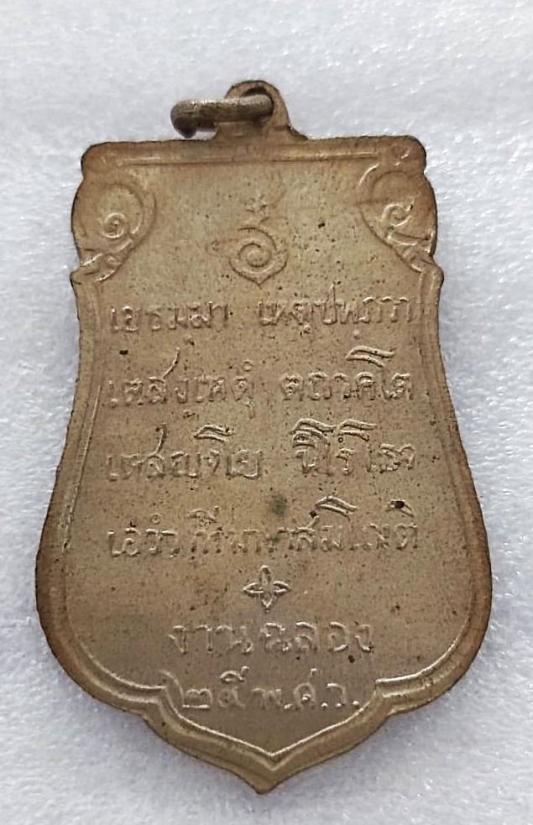 เยธมฺมา เหตุปฺปภวา
เตสํเหตุํ ตถาคโต
เตสญฺจโย นิโรโธจ
เอวํวาที มหาสมโณติ
งานฉลอง
๒๕ พ.ศ.ว.